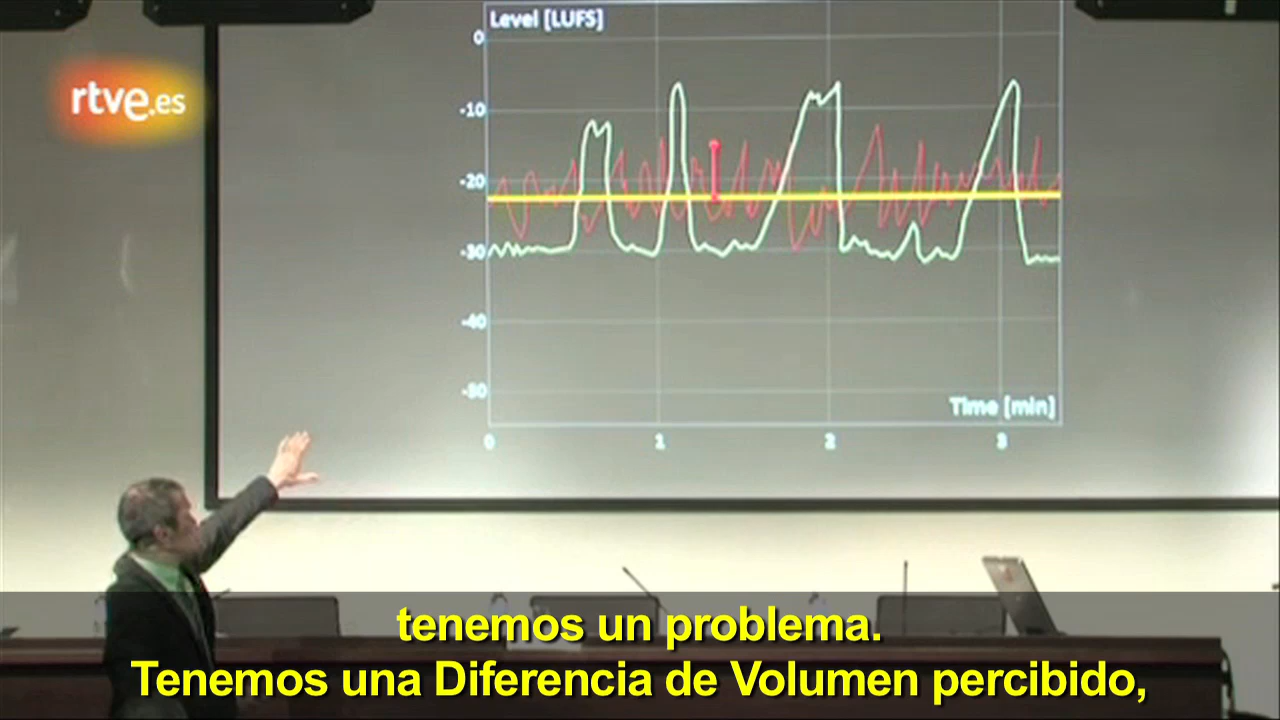 Level [LUFS]
0
rtve.es
-10
-20
-30
-40
-50
Time [min]
0 1 2 3
tenemos un problema.
Tenemos una Diferencia de Volumen percibido,